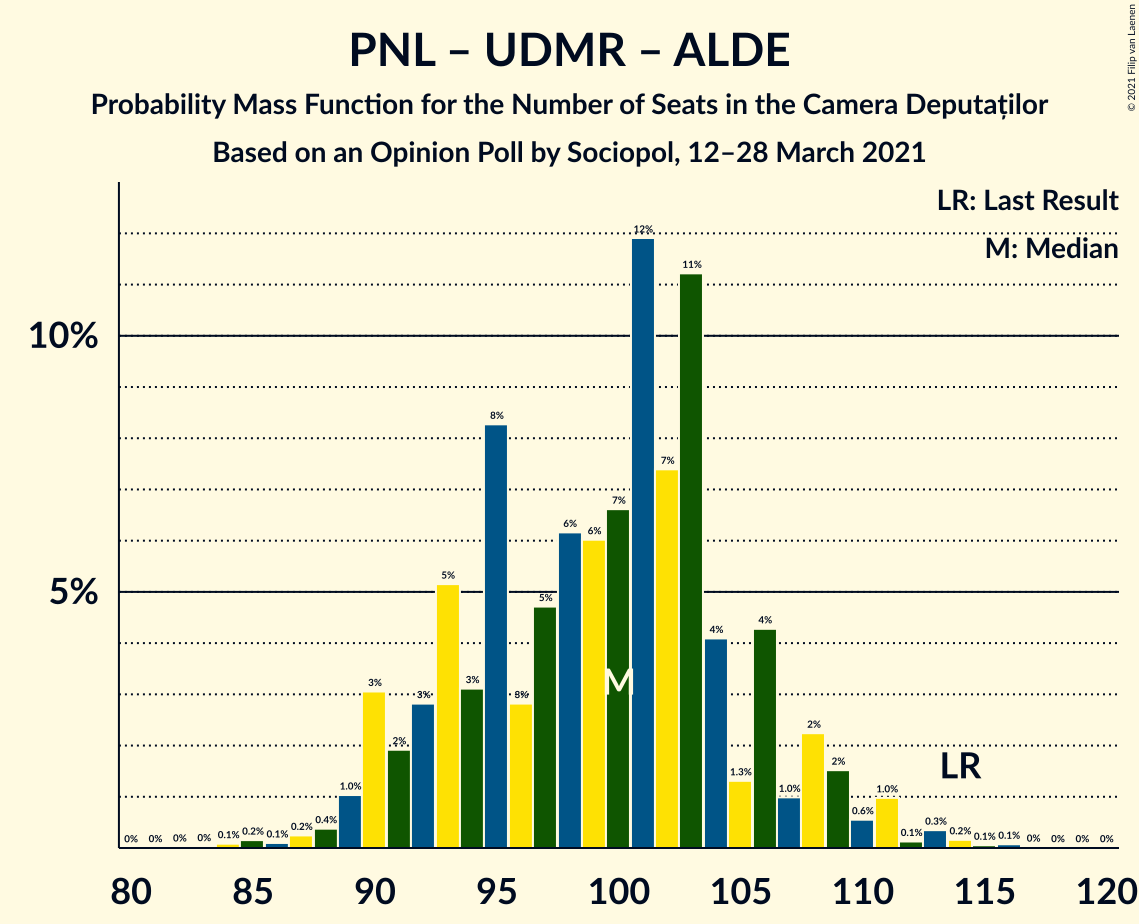 PNL – UDMR – ALDE
Probability Mass Function for the Number of Seats in the Camera Deputaților
Based on an Opinion Poll by Sociopol, 12–28 March 2021
© 2021 Filip van Laenen
LR: Last Result
M: Median
10%
5%
0% 0% 0% 0% 0.1% 0.2% 0.1% 0.2% 0.4% 1.0% 3% 2% 3% 5% 3% 8% 3% 5% 6% 6% 7% 12% 7% 11% 4% 1.3% 4% 1.0% 2% 2% 0.6% 1.0% 0.1% 0.3% 0.2% 0.1% 0.1% 0% 0% 0% 0%
M
LR
80 85 90 95 100 105 110 115 120